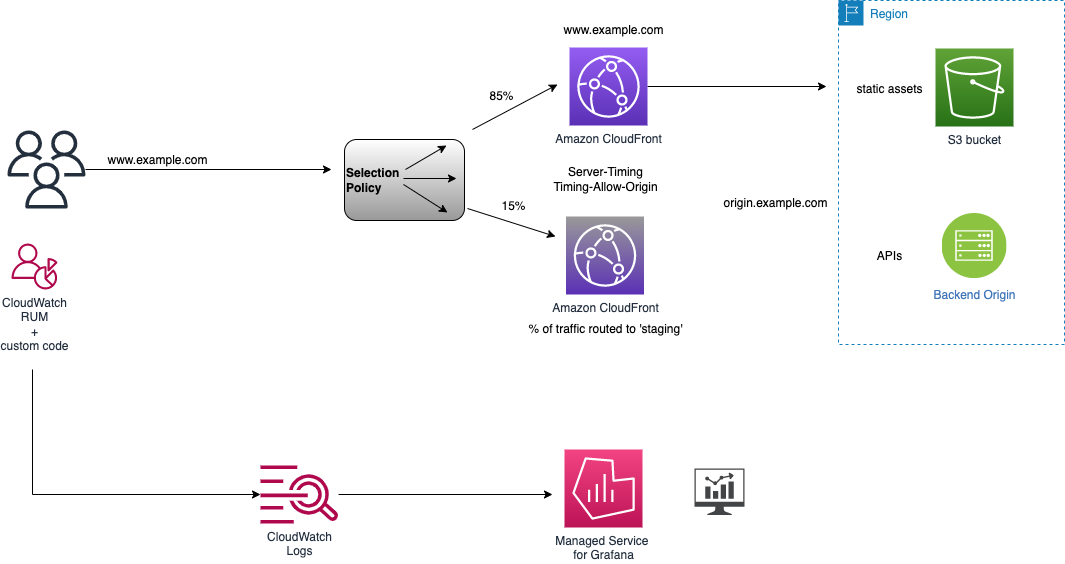 www.example.com
Region
85%
static assets
Amazon CloudFront
S3 bucket
www.example.com
Selection
Policy
Server-Timing
Timing-Allow-Origin
15%
origin.example.com
APIs
Backend Origin
CloudWatch
RUM
+
custom code
Amazon CloudFront
% of traffic routed to 'staging'
CloudWatch
Logs
Managed Service
for Grafana